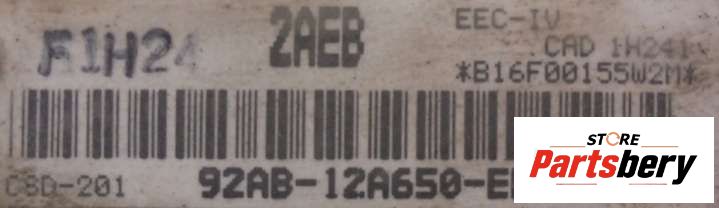 F1H24 2AEB EEC-IV
CAD 1H241
*B16F00155W2M*
CSD-201 92AB-12A650-E
STORE
Partsbery